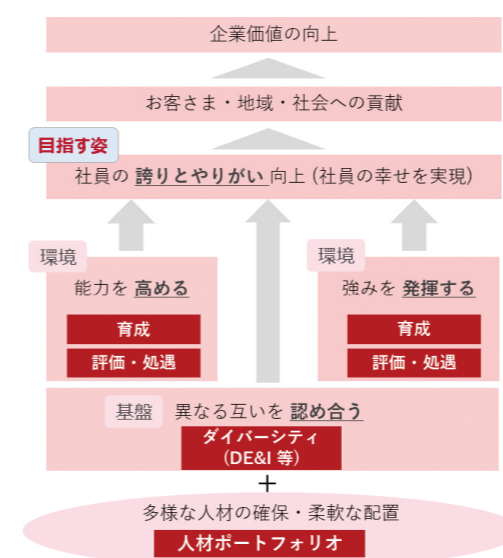 企業価値の向上
お客さま・地域・社会への貢献
目指す姿
社員の 誇りとやりがい 向上 (社員の幸せを実現)
環境
能力を 高める
育成
評価・処遇
環境
強みを 発揮する
育成
評価・処遇
基盤 異なる互いを 認め合う
ダイバーシティ
(DE&I 等)
+
多様な人材の確保・柔軟な配置
人材ポートフォリオ